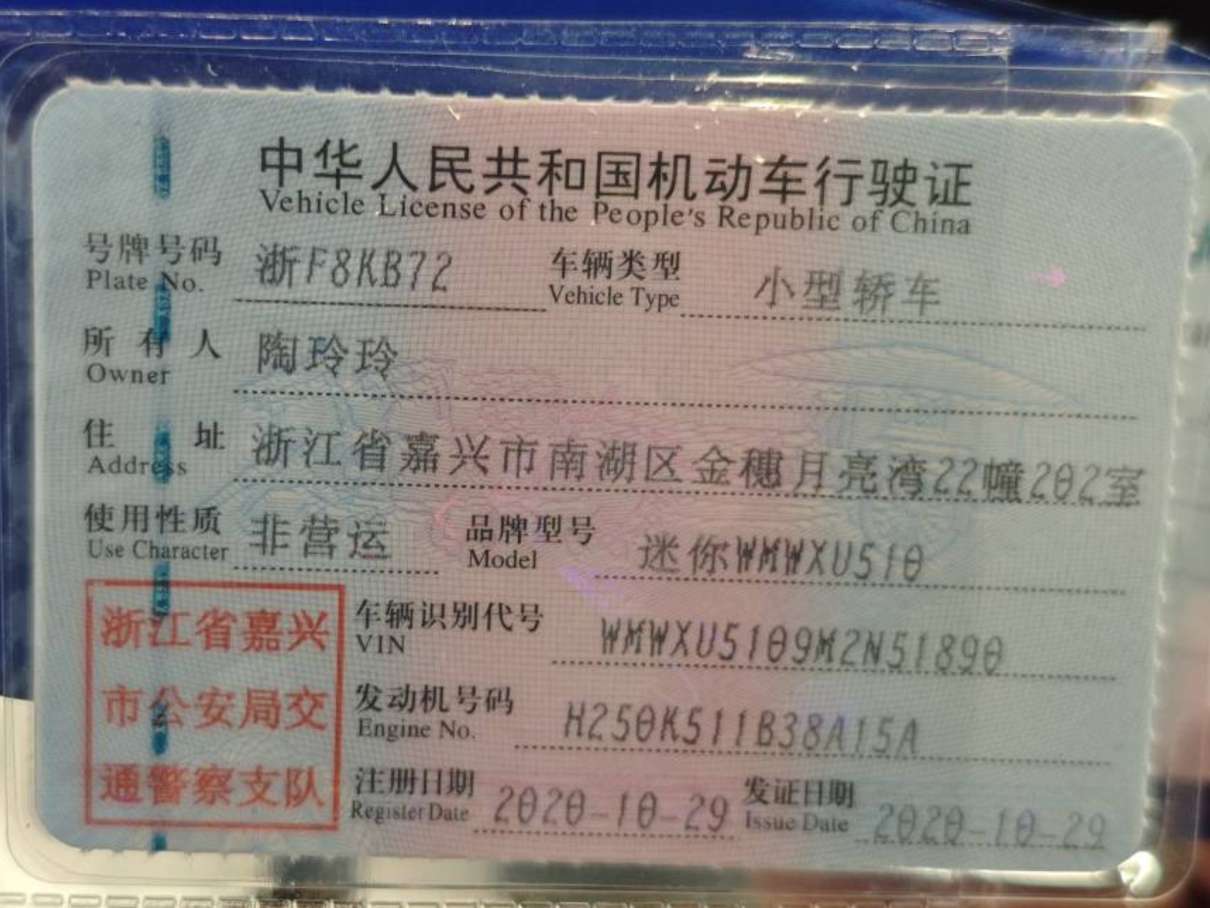 中华人民共和国机动车行驶证
Vehicle License of the People's Republic of China
号牌号码 浙F8KB72 车辆类型 小型轿车
Plate No. Vehicle Type
所有人 陶玲玲
Owner
住址 浙江省嘉兴市南湖区金穗月亮湾22幢202室
Address
使用性质 非营运 品牌型号 迷你WMWXU510
Use Character Model
浙江省嘉兴
市公安局交
通警察支队
车辆识别代号 WMWXU5109M2N51890
VIN
发动机号码 H250K511B38A15A
Engine No.
注册日期 2020-10-29 发证日期 2020-10-29
Register Date Issue Date